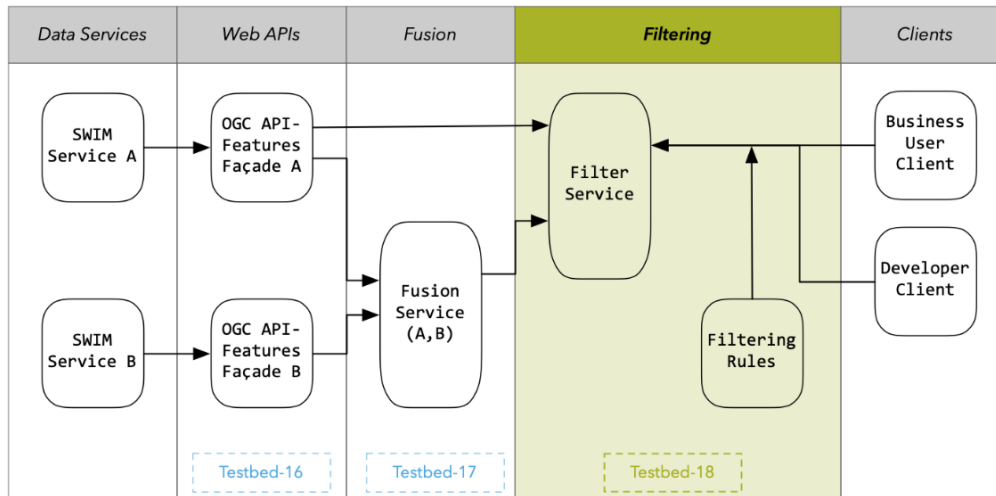 Data Services
Web APIs
Fusion
Filtering
Clients
SWIM
Service A
OGC API-
Features
Façade A
Filter
Service
Business
User
Client
Fusion
Service
(A,B)
Developer
Client
SWIM
Service B
OGC API-
Features
Façade B
Filtering
Rules
Testbed-16
Testbed-17
Testbed-18